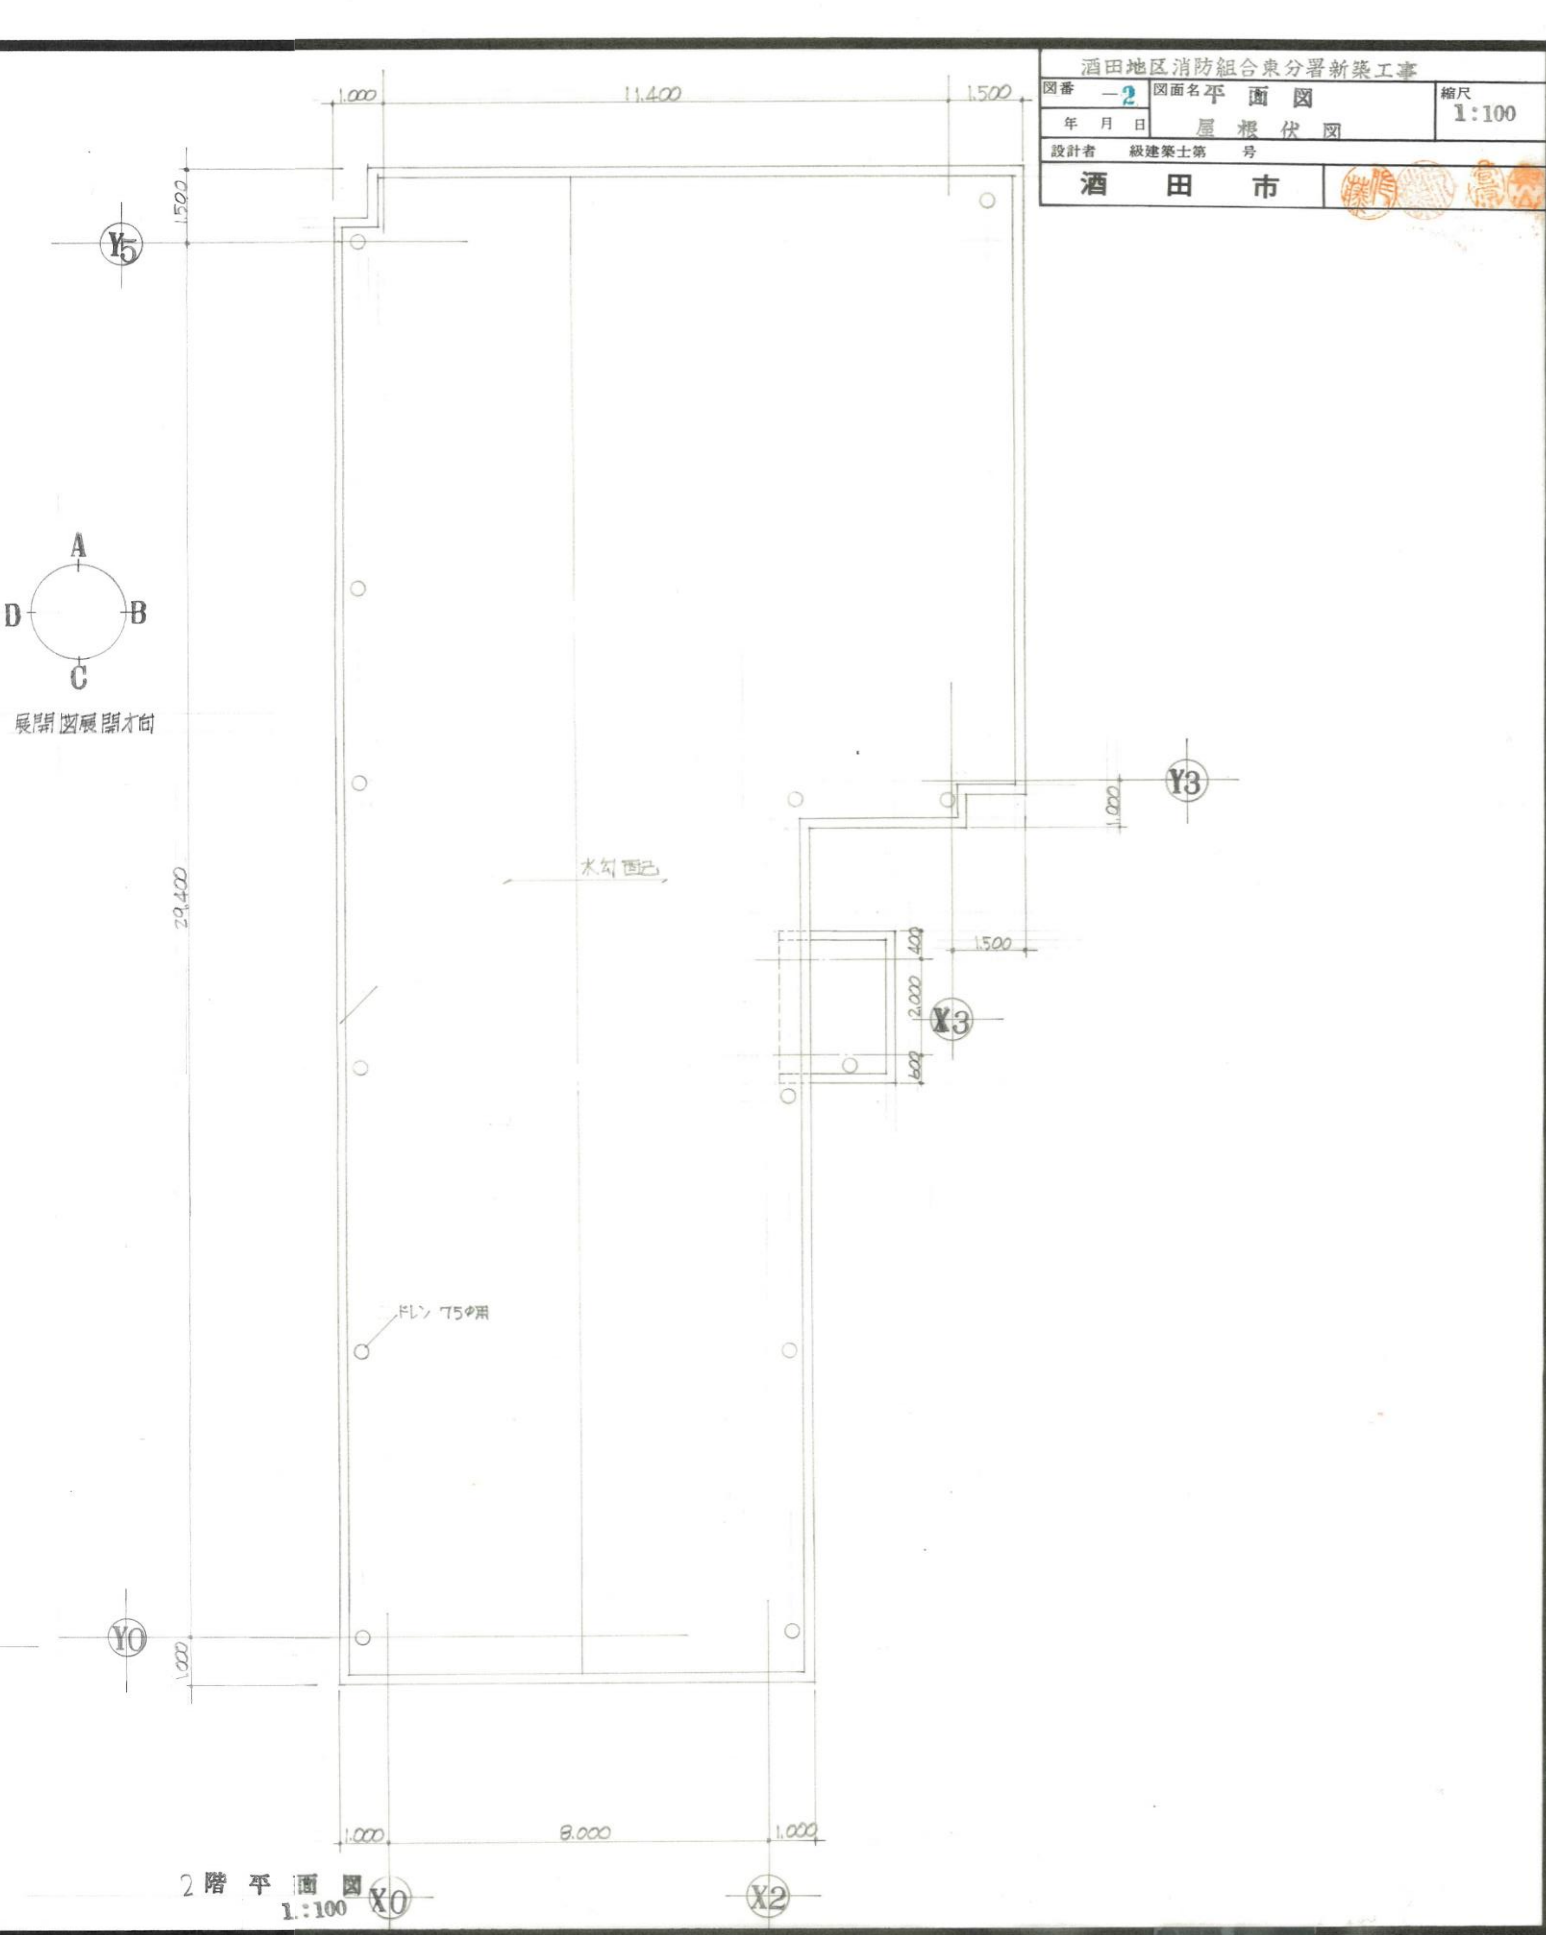 酒田地区消防組合東分署新築工事
図番 -2 図面名 平面図 縮尺 1:100
年 月 日 屋根伏図
設計者 級建築士第 号
酒田市
1.000 11.400 1.500
1.500
Y5
A
D B
C
展開図展開方向
Y3
1.000
29.400
水勾配
400
1.500
2.000
X3
600
ドレン 75φ用
Y0
1.000
1.000 8.000 1.000
2階平面図
1:100
X0 X2